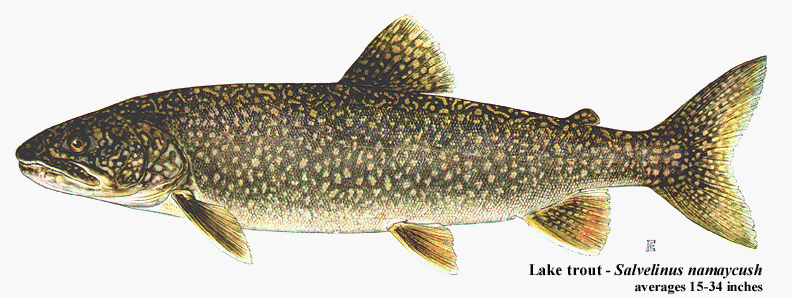 Lake trout - Salvelinus namaycush
averages 15-34 inches